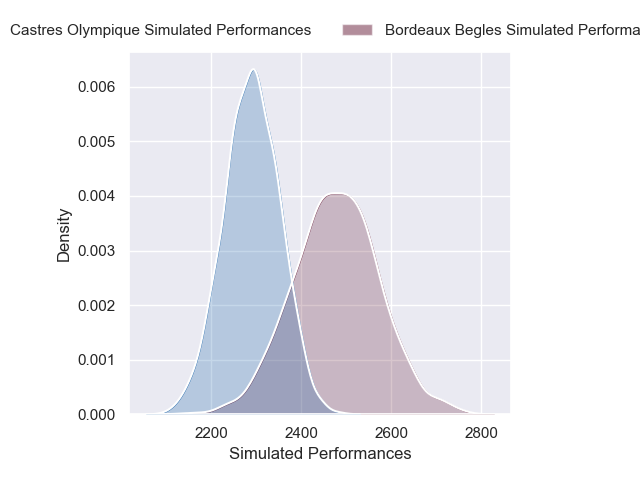 Castres Olympique Simulated Performances
Bordeaux Begles Simulated Performa
0.006
0.005
0.004
0.003
0.002
0.001
0.000
Density
2200 2400 2600 2800
Simulated Performances